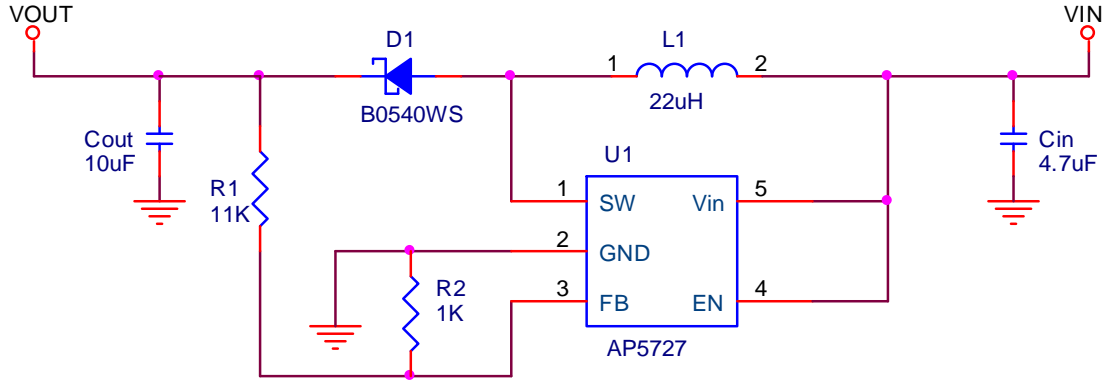 VOUT
VIN
D1
L1
1
2
B0540WS
22uH
Cout
10uF
Cin
4.7uF
U1
R1
11K
1
SW
Vin
5
2
GND
R2
1K
3
FB
EN
4
AP5727